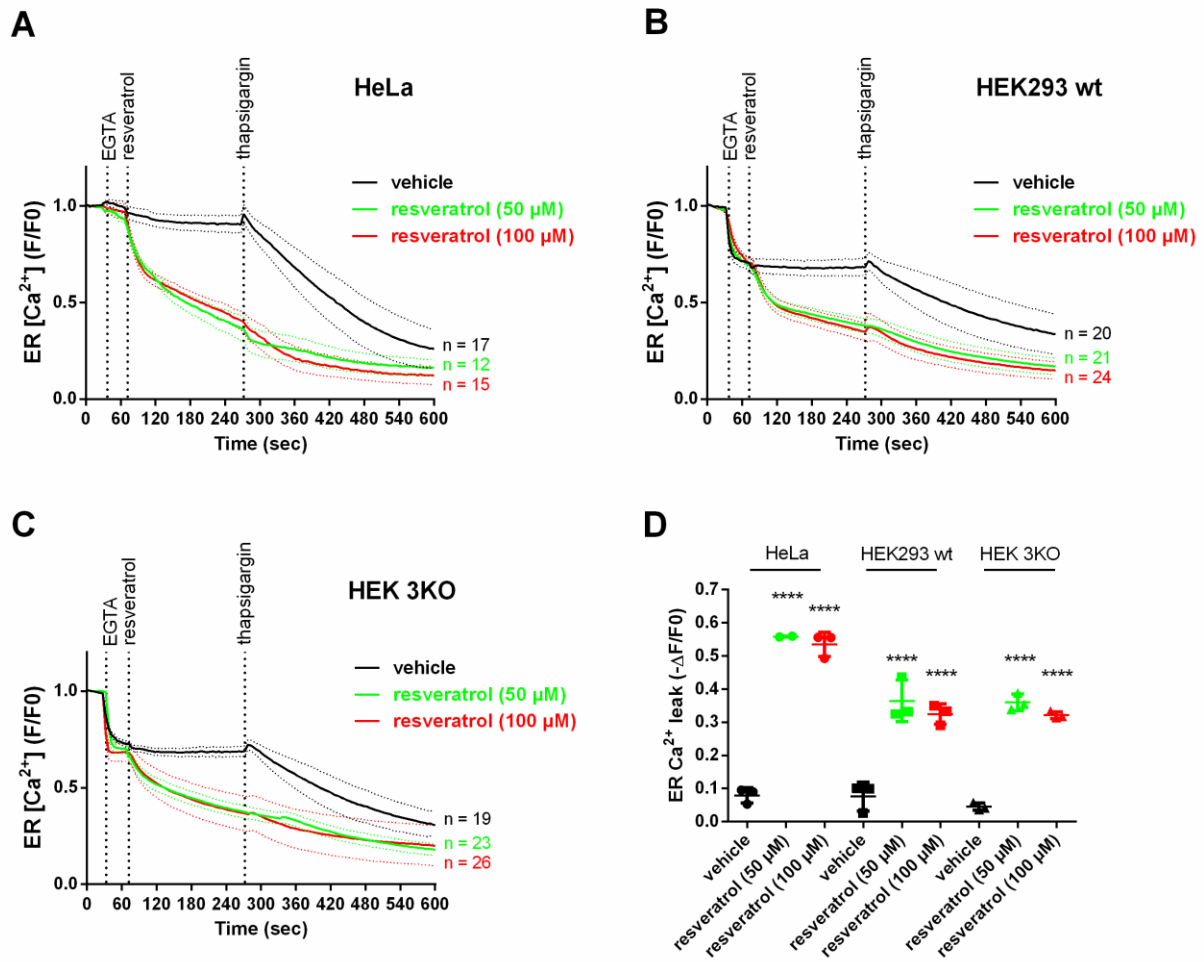 A
HeLa
EGTA
resveratrol
thapsigargin
vehicle
resveratrol (50 µM)
resveratrol (100 µM)
ER [Ca2+] (F/F0)
1.0
0.5
0.0
n = 17
n = 12
n = 15
0 60 120 180 240 300 360 420 480 540 600
Time (sec)
B
HEK293 wt
EGTA
resveratrol
thapsigargin
vehicle
resveratrol (50 µM)
resveratrol (100 µM)
ER [Ca2+] (F/F0)
1.0
0.5
0.0
n = 20
n = 21
n = 24
0 60 120 180 240 300 360 420 480 540 600
Time (sec)
C
HEK 3KO
EGTA
resveratrol
thapsigargin
vehicle
resveratrol (50 µM)
resveratrol (100 µM)
ER [Ca2+] (F/F0)
1.0
0.5
0.0
n = 19
n = 23
n = 26
0 60 120 180 240 300 360 420 480 540 600
Time (sec)
D
HeLa HEK293 wt HEK 3KO
ER Ca2+ leak (-ΔF/F0)
0.7
0.6
0.5
0.4
0.3
0.2
0.1
0.0
**** ****
**** ****
**** ****
vehicle
resveratrol (50 µM)
resveratrol (100 µM)
vehicle
resveratrol (50 µM)
resveratrol (100 µM)
vehicle
resveratrol (50 µM)
resveratrol (100 µM)